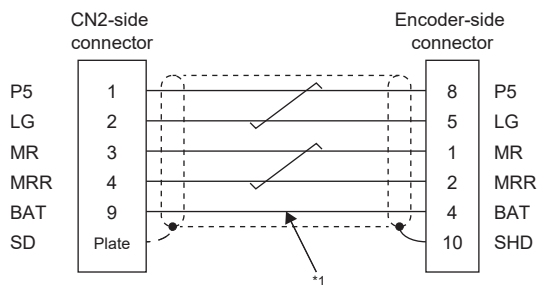 CN2-side
connector
Encoder-side
connector
P5 1 8 P5
LG 2 5 LG
MR 3 1 MR
MRR 4 2 MRR
BAT 9 4 BAT
SD Plate 10 SHD
*1